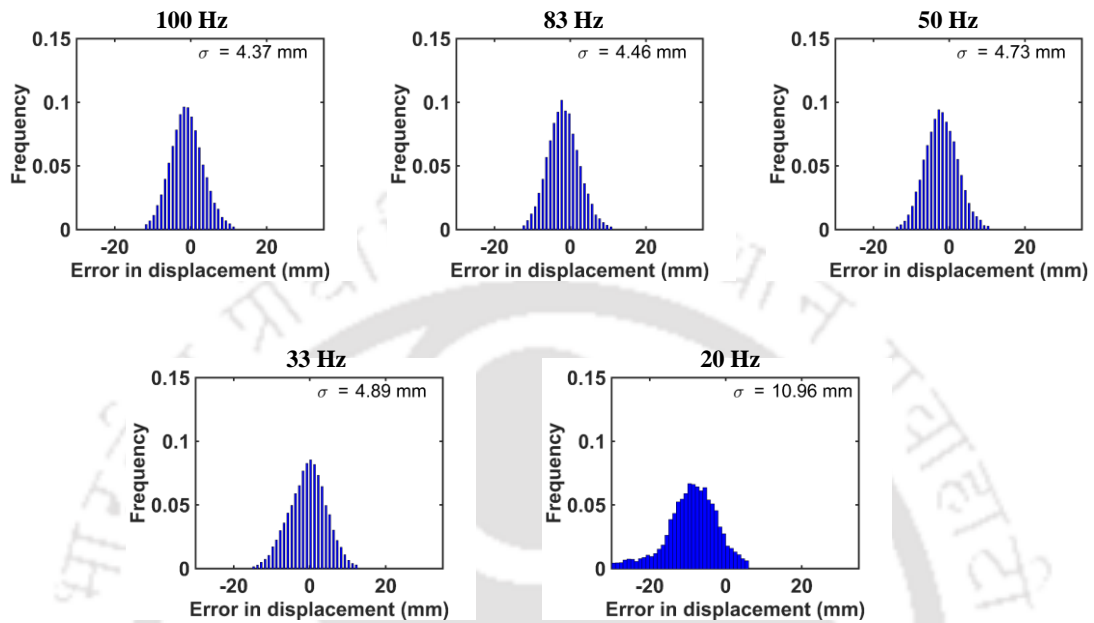 100 Hz
83 Hz
50 Hz
σ = 4.37 mm
σ = 4.46 mm
σ = 4.73 mm
0.15
0.1
0.05
0
Frequency
-20 0 20
Error in displacement (mm)
0.15
0.1
0.05
0
Frequency
-20 0 20
Error in displacement (mm)
0.15
0.1
0.05
0
Frequency
-20 0 20
Error in displacement (mm)
33 Hz
20 Hz
σ = 4.89 mm
σ = 10.96 mm
0.15
0.1
0.05
0
Frequency
-20 0 20
Error in displacement (mm)
0.15
0.1
0.05
0
Frequency
-20 0 20
Error in displacement (mm)